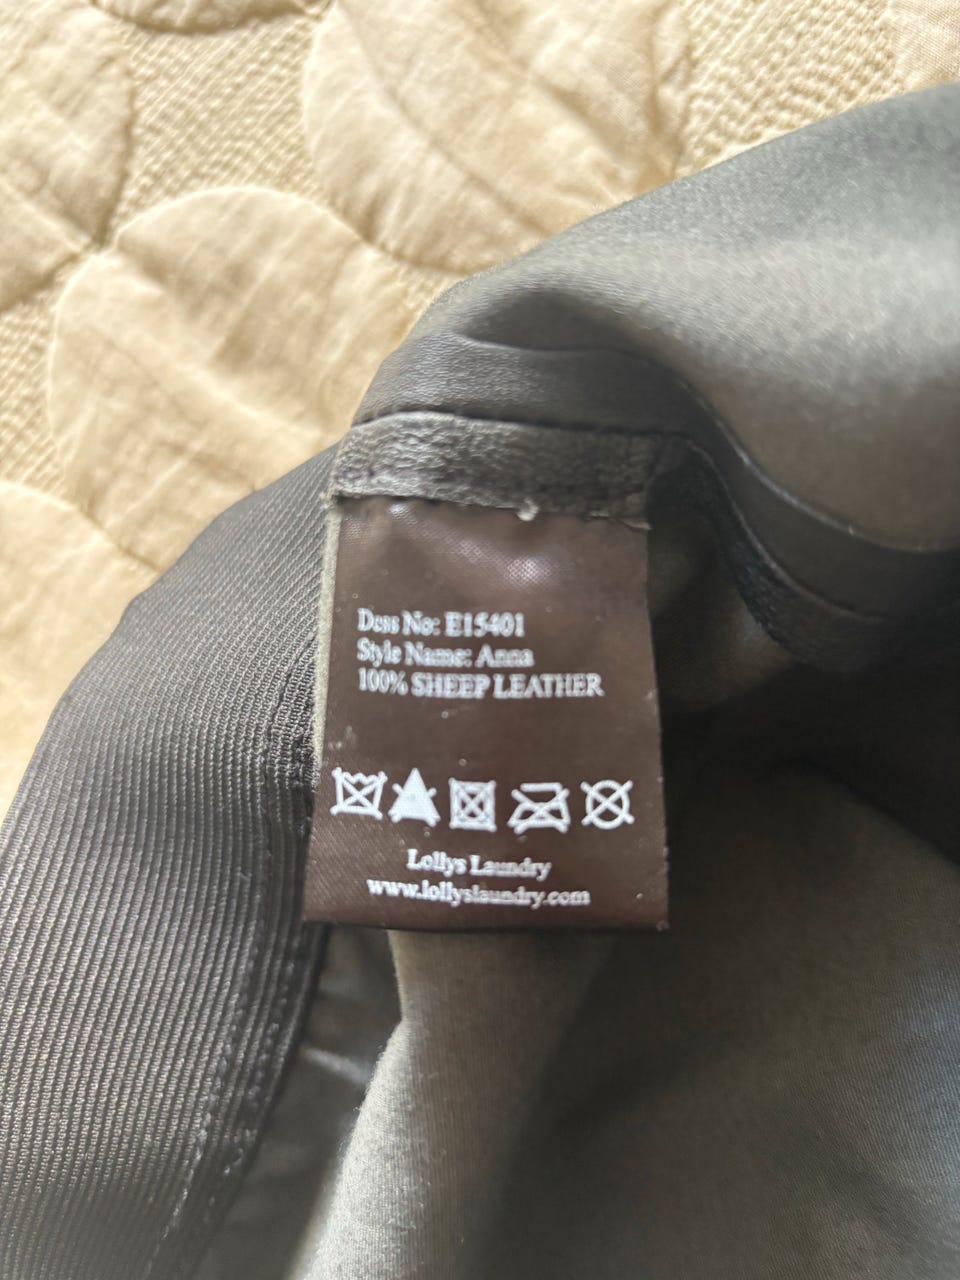 Dess No: E15401
Style Name: Anna
100% SHEEP LEATHER
Lollys Laundry
www.lollyslaundry.com